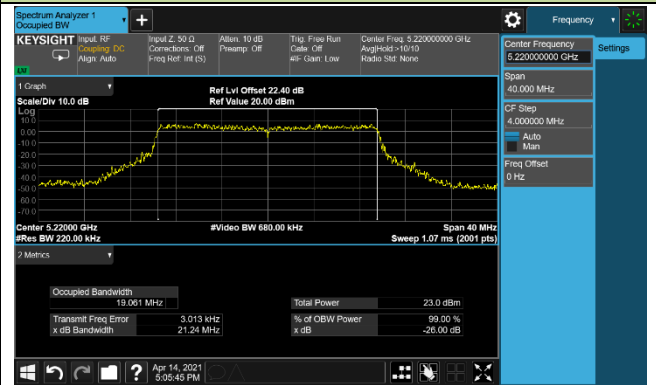 Spectrum Analyzer 1
Occupied BW
+
Frequency
KEYSIGHT
Input: RF
Coupling: DC
Align: Auto
Input Z: 50 Ω
Corrections: Off
Freq Ref: Int (S)
Atten: 10 dB
Preamp: Off
Trig: Free Run
Gate: Off
#IF Gain: Low
Center Freq: 5.220000000 GHz
Avg|Hold:>10/10
Radio Std: None
Center Frequency
5.220000000 GHz
Settings
Span
40.000 MHz
CF Step
4.000000 MHz
Auto
Man
Freq Offset
0 Hz
1 Graph
Scale/Div 10.0 dB
Ref Lvl Offset 22.40 dB
Ref Value 20.00 dBm
Log
10.0
0.00
-10.0
-20.0
-30.0
-40.0
-50.0
-60.0
-70.0
Center 5.22000 GHz
#Video BW 680.00 kHz
Span 40 MHz
#Res BW 220.00 kHz
Sweep 1.07 ms (2001 pts)
2 Metrics
Occupied Bandwidth
19.061 MHz
Total Power
23.0 dBm
Transmit Freq Error
3.013 kHz
% of OBW Power
99.00 %
x dB Bandwidth
21.24 MHz
x dB
-26.00 dB
?
Apr 14, 2021
5:05:45 PM